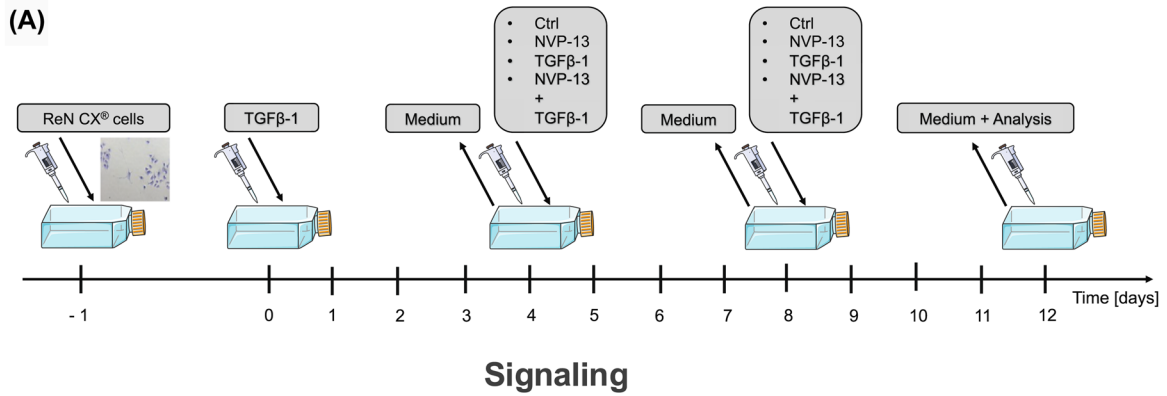 (A)
ReN CX® cells
TGFβ-1
Medium
• Ctrl
• NVP-13
• TGFβ-1
• NVP-13
+
TGFβ-1
Medium
• Ctrl
• NVP-13
• TGFβ-1
• NVP-13
+
TGFβ-1
Medium + Analysis
- 1 0 1 2 3 4 5 6 7 8 9 10 11 12
Time [days]
Signaling